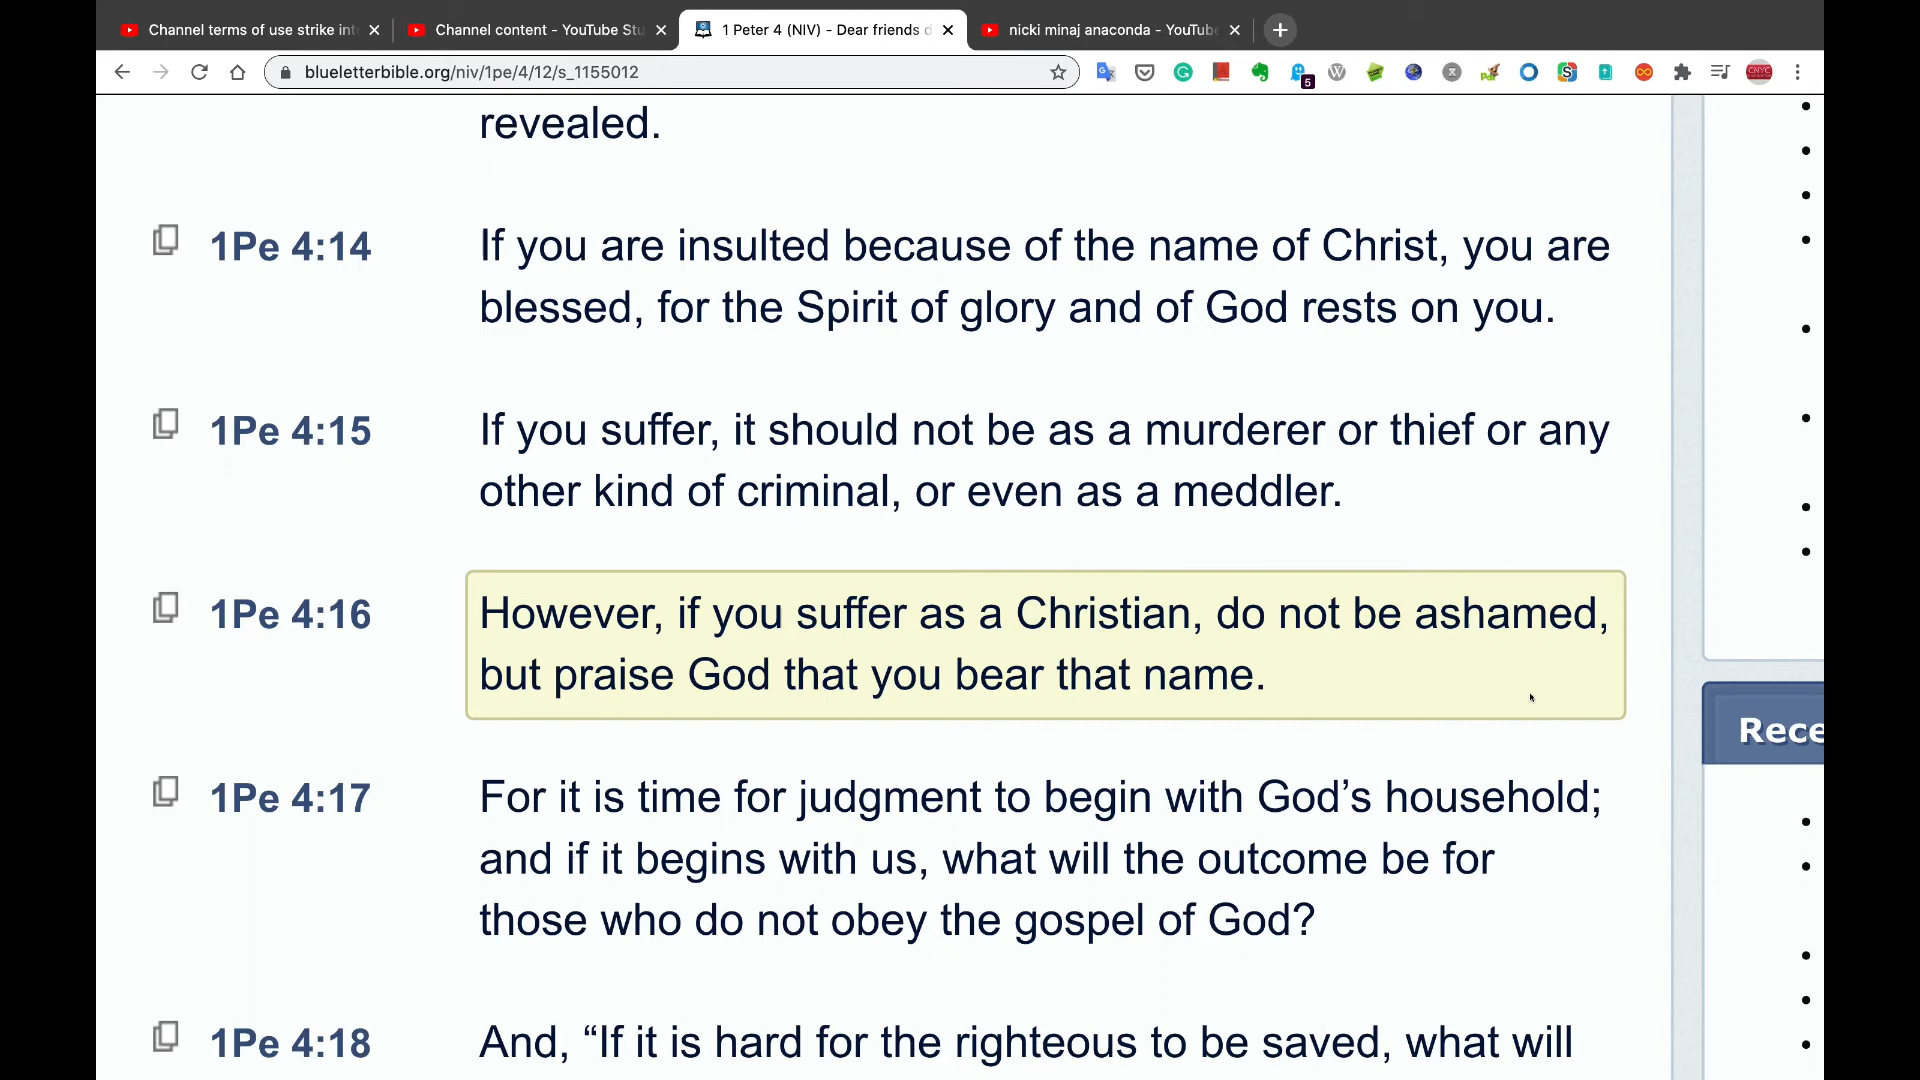 Channel terms of use strike int
Channel content - YouTube Stu
1 Peter 4 (NIV) - Dear friends d
nicki minaj anaconda - YouTube
blueletterbible.org/niv/1pe/4/12/s_1155012
5
CNYC
revealed.
1Pe 4:14
If you are insulted because of the name of Christ, you are
blessed, for the Spirit of glory and of God rests on you.
1Pe 4:15
If you suffer, it should not be as a murderer or thief or any
other kind of criminal, or even as a meddler.
1Pe 4:16
However, if you suffer as a Christian, do not be ashamed,
but praise God that you bear that name.
Rece
1Pe 4:17
For it is time for judgment to begin with God’s household;
and if it begins with us, what will the outcome be for
those who do not obey the gospel of God?
1Pe 4:18
And, “If it is hard for the righteous to be saved, what will